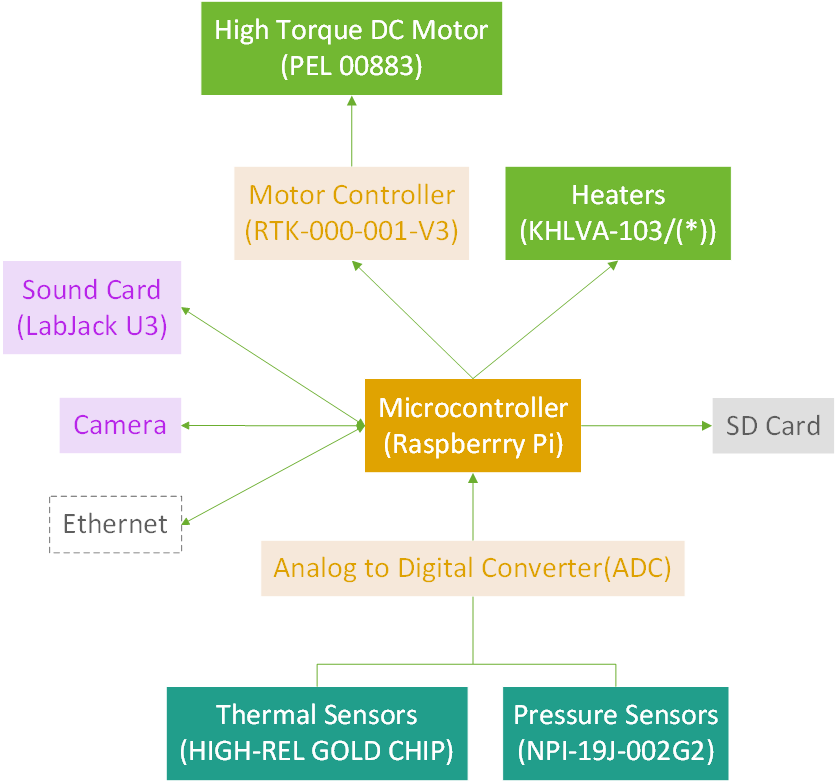 High Torque DC Motor
(PEL 00883)
Motor Controller
(RTK-000-001-V3)
Heaters
(KHLVA-103/(*))
Sound Card
(LabJack U3)
Microcontroller
(Raspberrry Pi)
Camera
SD Card
Ethernet
Analog to Digital Converter(ADC)
Thermal Sensors
(HIGH-REL GOLD CHIP)
Pressure Sensors
(NPI-19J-002G2)